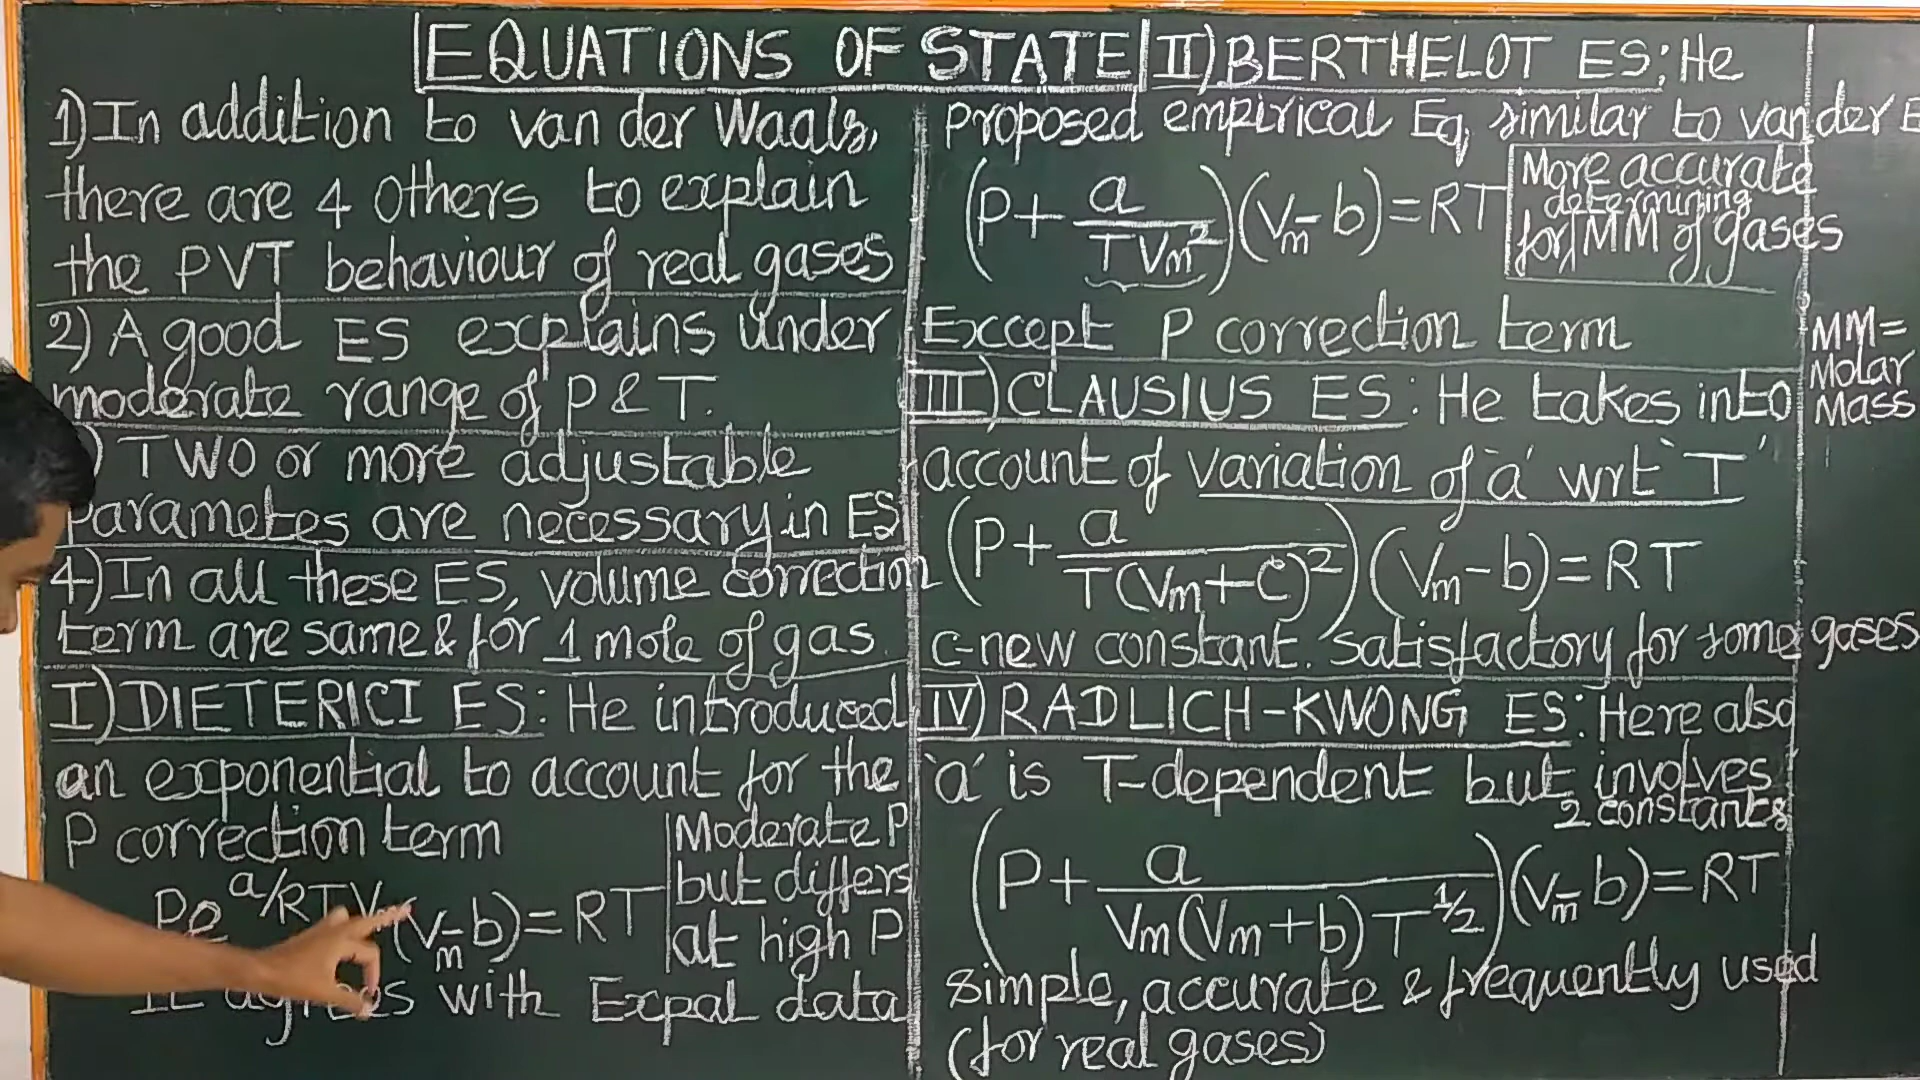 EQUATIONS OF STATE
1) In addition to van der Waals,
there are 4 others to explain
the PVT behaviour of real gases
2) A good ES explains under
moderate range of P & T.
) TWO or more adjustable
Parametes are necessary in ES
4) In all these ES, volume correction
term are same & for 1 mole of gas
I) DIETERICI ES: He introduced
an exponential to account for the
P correction term
Pe^a/RTVm (Vm - b) = RT
Moderate P
but differs
at high P
It agrees with Expal data
II) BERTHELOT ES: He
proposed empirical Eq, similar to van der E
(P + a/TVm²)(Vm - b) = RT
More accurate
determining
for MM of gases
Except P correction term
MM=
Molar
Mass
III) CLAUSIUS ES: He takes into
account of variation of 'a' wrt 'T'
(P + a/T(Vm + C)²)(Vm - b) = RT
c-new constant. satisfactory for some gases
IV) RADLICH-KWONG ES: Here also
'a' is T-dependent but involves
2 constants
(P + a/Vm(Vm + b)T^1/2)(Vm - b) = RT
simple, accurate & frequently used
(for real gases)